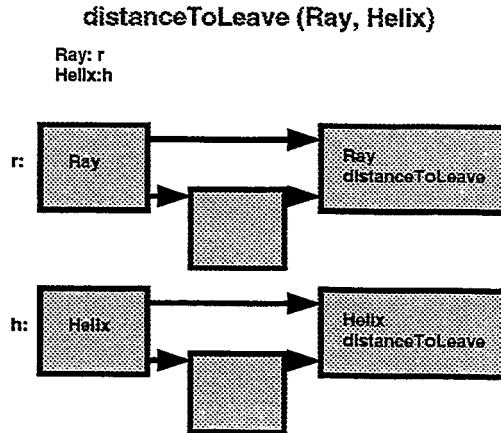 distanceToLeave (Ray, Helix)
Ray: r
Helix:h
r:
Ray
Ray
distanceToLeave
h:
Helix
Helix
distanceToLeave